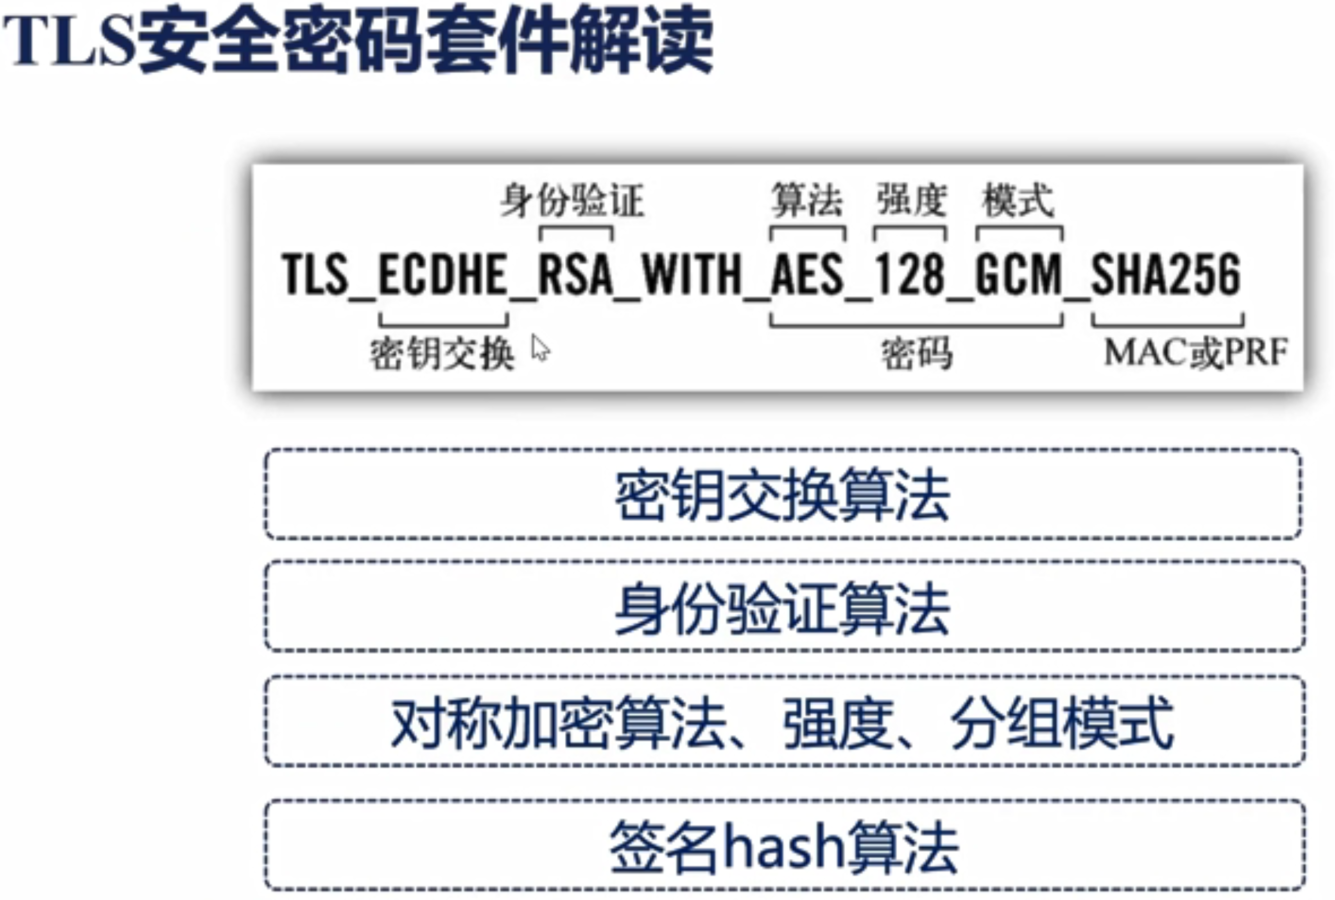 TLS安全密码套件解读
身份验证 算法 强度 模式
TLS_ECDHE_RSA_WITH_AES_128_GCM_SHA256
密钥交换 密码 MAC或PRF
密钥交换算法
身份验证算法
对称加密算法、强度、分组模式
签名hash算法